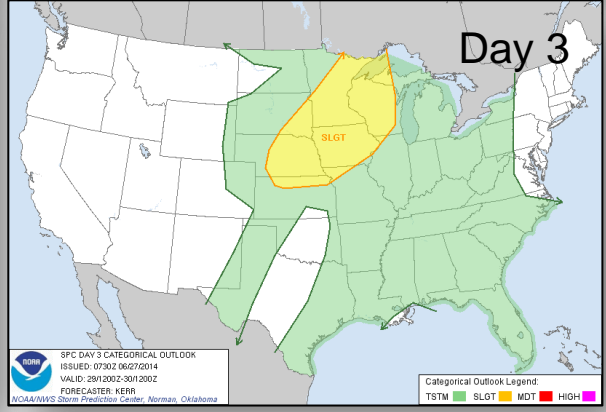 Day 3
SLGT
NOAA
SPC DAY 3 CATEGORICAL OUTLOOK
ISSUED: 0730Z 06/27/2014
VALID: 29/1200Z-30/1200Z
FORECASTER: KERR
NOAA/NWS Storm Prediction Center, Norman, Oklahoma
Categorical Outlook Legend:
TSTM SLGT MDT HIGH